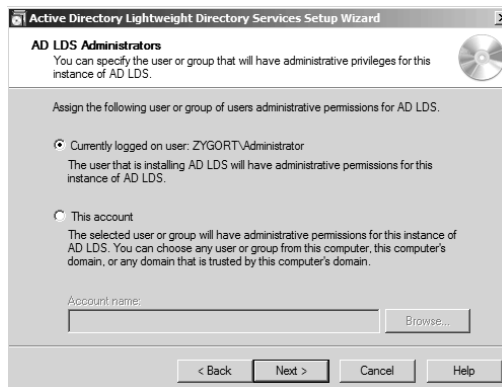 Active Directory Lightweight Directory Services Setup Wizard
AD LDS Administrators
You can specify the user or group that will have administrative privileges for this
instance of AD LDS.
Assign the following user or group of users administrative permissions for AD LDS.
Currently logged on user: ZYGORT\Administrator
The user that is installing AD LDS will have administrative permissions for this
instance of AD LDS.
This account
The selected user or group will have administrative permissions for this instance of
AD LDS. You can choose any user or group from this computer, this computer's
domain, or any domain that is trusted by this computer's domain.
Account name:
Browse...
< Back Next > Cancel Help